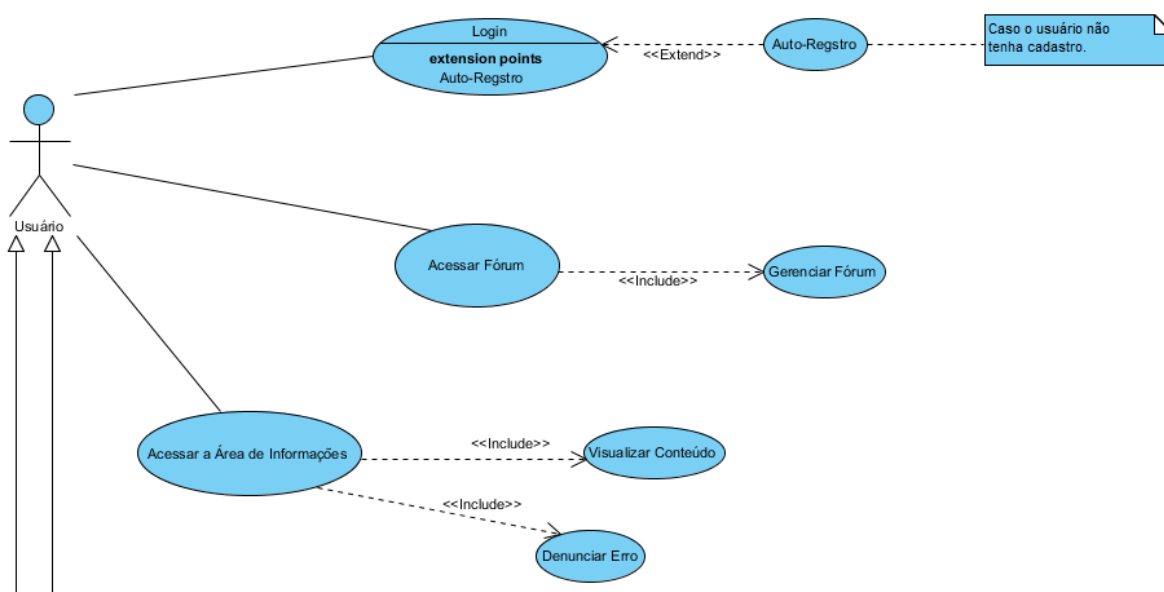 Login
extension points
Auto-Regstro
<<Extend>>
Auto-Regstro
Caso o usuário não
tenha cadastro.
Usuário
Acessar Fórum
<<Include>>
Gerenciar Fórum
Acessar a Área de Informações
<<Include>>
Visualizar Conteúdo
<<Include>>
Denunciar Erro